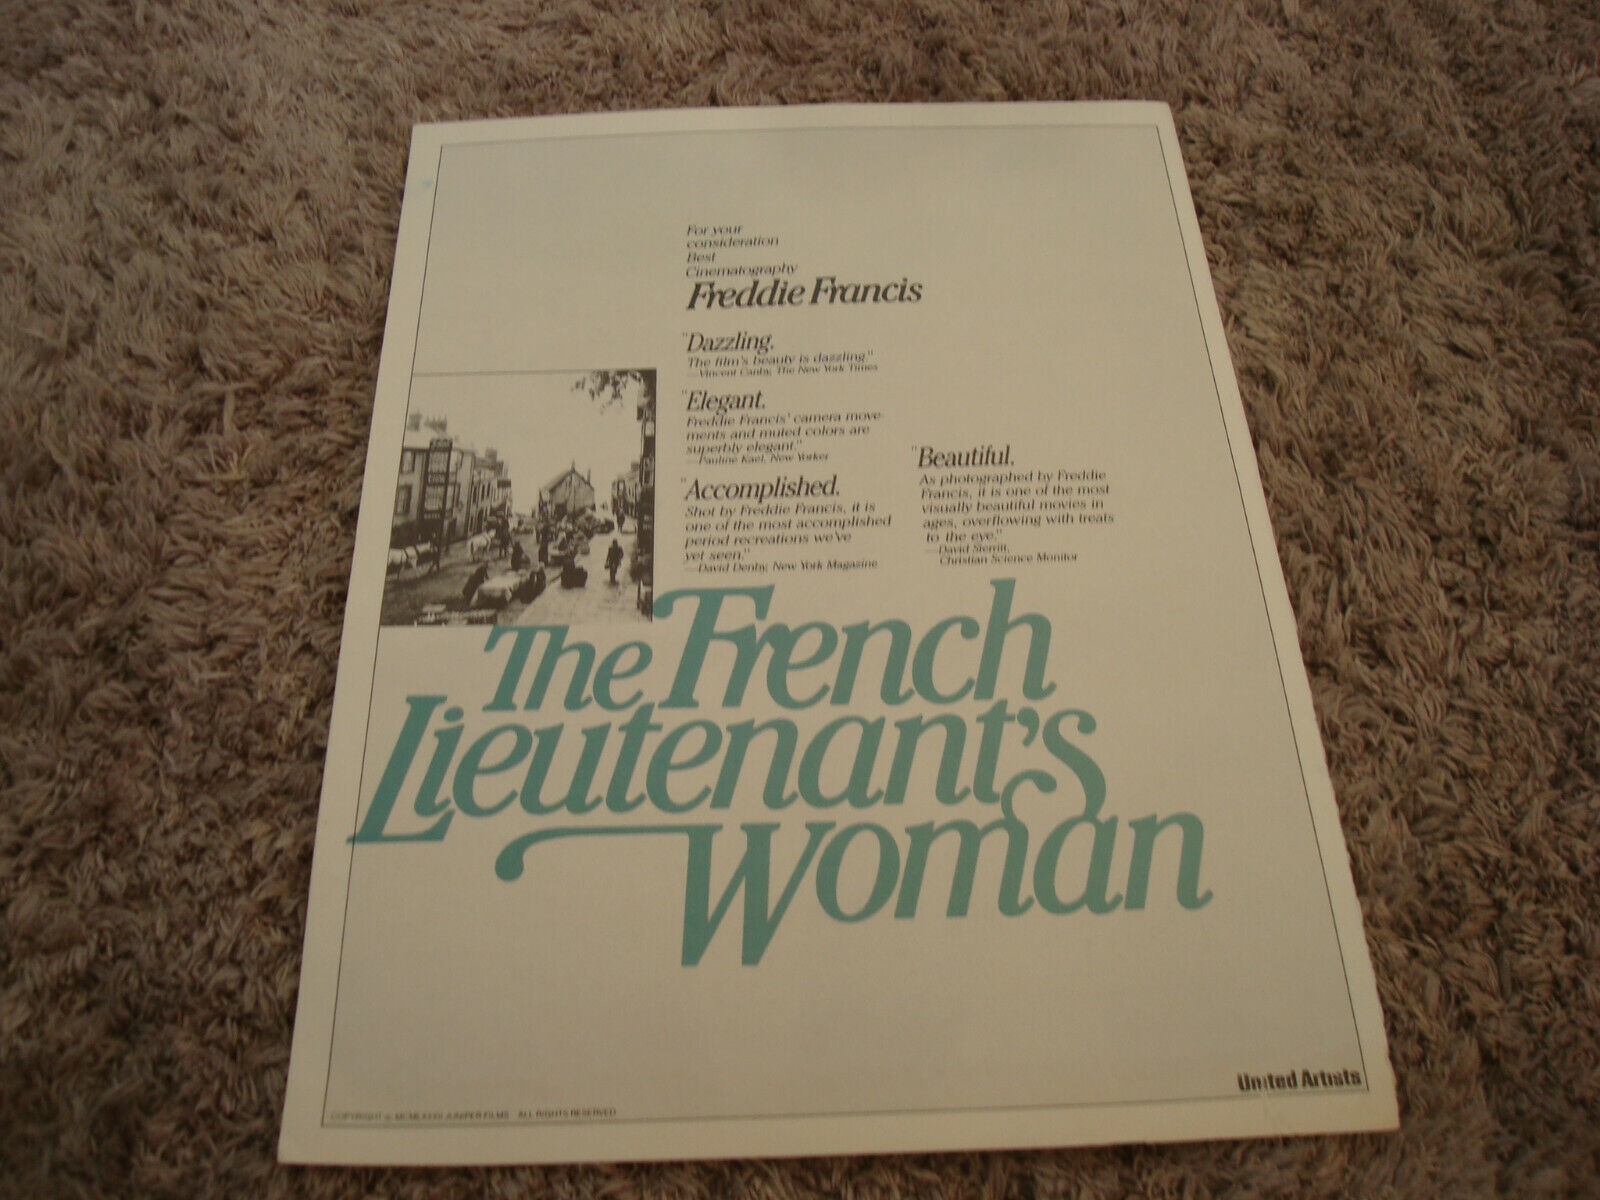 For your
consideration
Best
Cinematography
Freddie Francis
"Dazzling.
The film's beauty is dazzling."
—Vincent Canby, The New York Times
"Elegant.
Freddie Francis' camera move-
ments and muted colors are
superbly elegant."
—Pauline Kael, New Yorker
"Accomplished.
Shot by Freddie Francis, it is
one of the most accomplished
period recreations we've
yet seen."
—David Denby, New York Magazine
"Beautiful.
As photographed by Freddie
Francis, it is one of the most
visually beautiful movies in
ages, overflowing with treats
to the eye."
—David Sterritt,
Christian Science Monitor
The French
Lieutenant's
Woman
United Artists
COPYRIGHT © JUNIPER FILMS ALL RIGHTS RESERVED